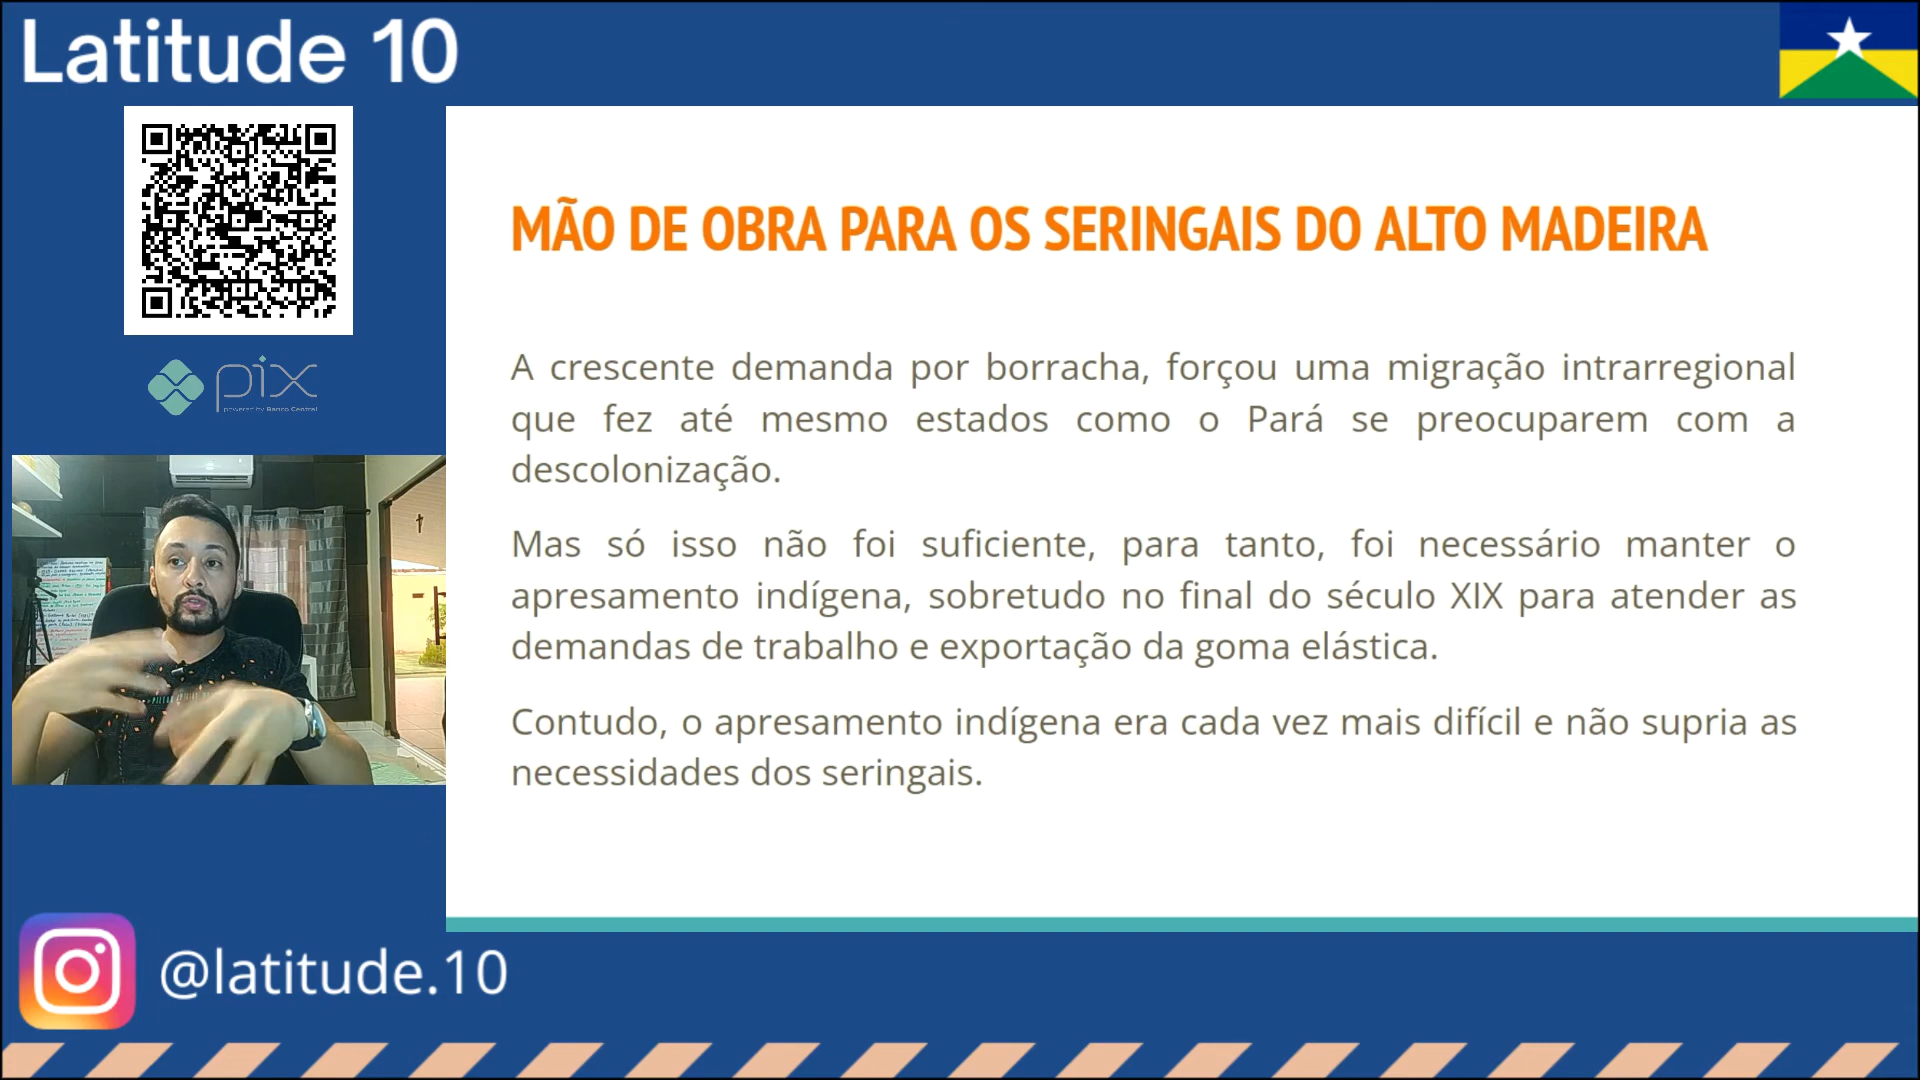 Latitude 10
pix
powered by Banco Central
MÃO DE OBRA PARA OS SERINGAIS DO ALTO MADEIRA
A crescente demanda por borracha, forçou uma migração intrarregional
que fez até mesmo estados como o Pará se preocuparem com a
descolonização.
Mas só isso não foi suficiente, para tanto, foi necessário manter o
apresamento indígena, sobretudo no final do século XIX para atender as
demandas de trabalho e exportação da goma elástica.
Contudo, o apresamento indígena era cada vez mais difícil e não supria as
necessidades dos seringais.
@latitude.10